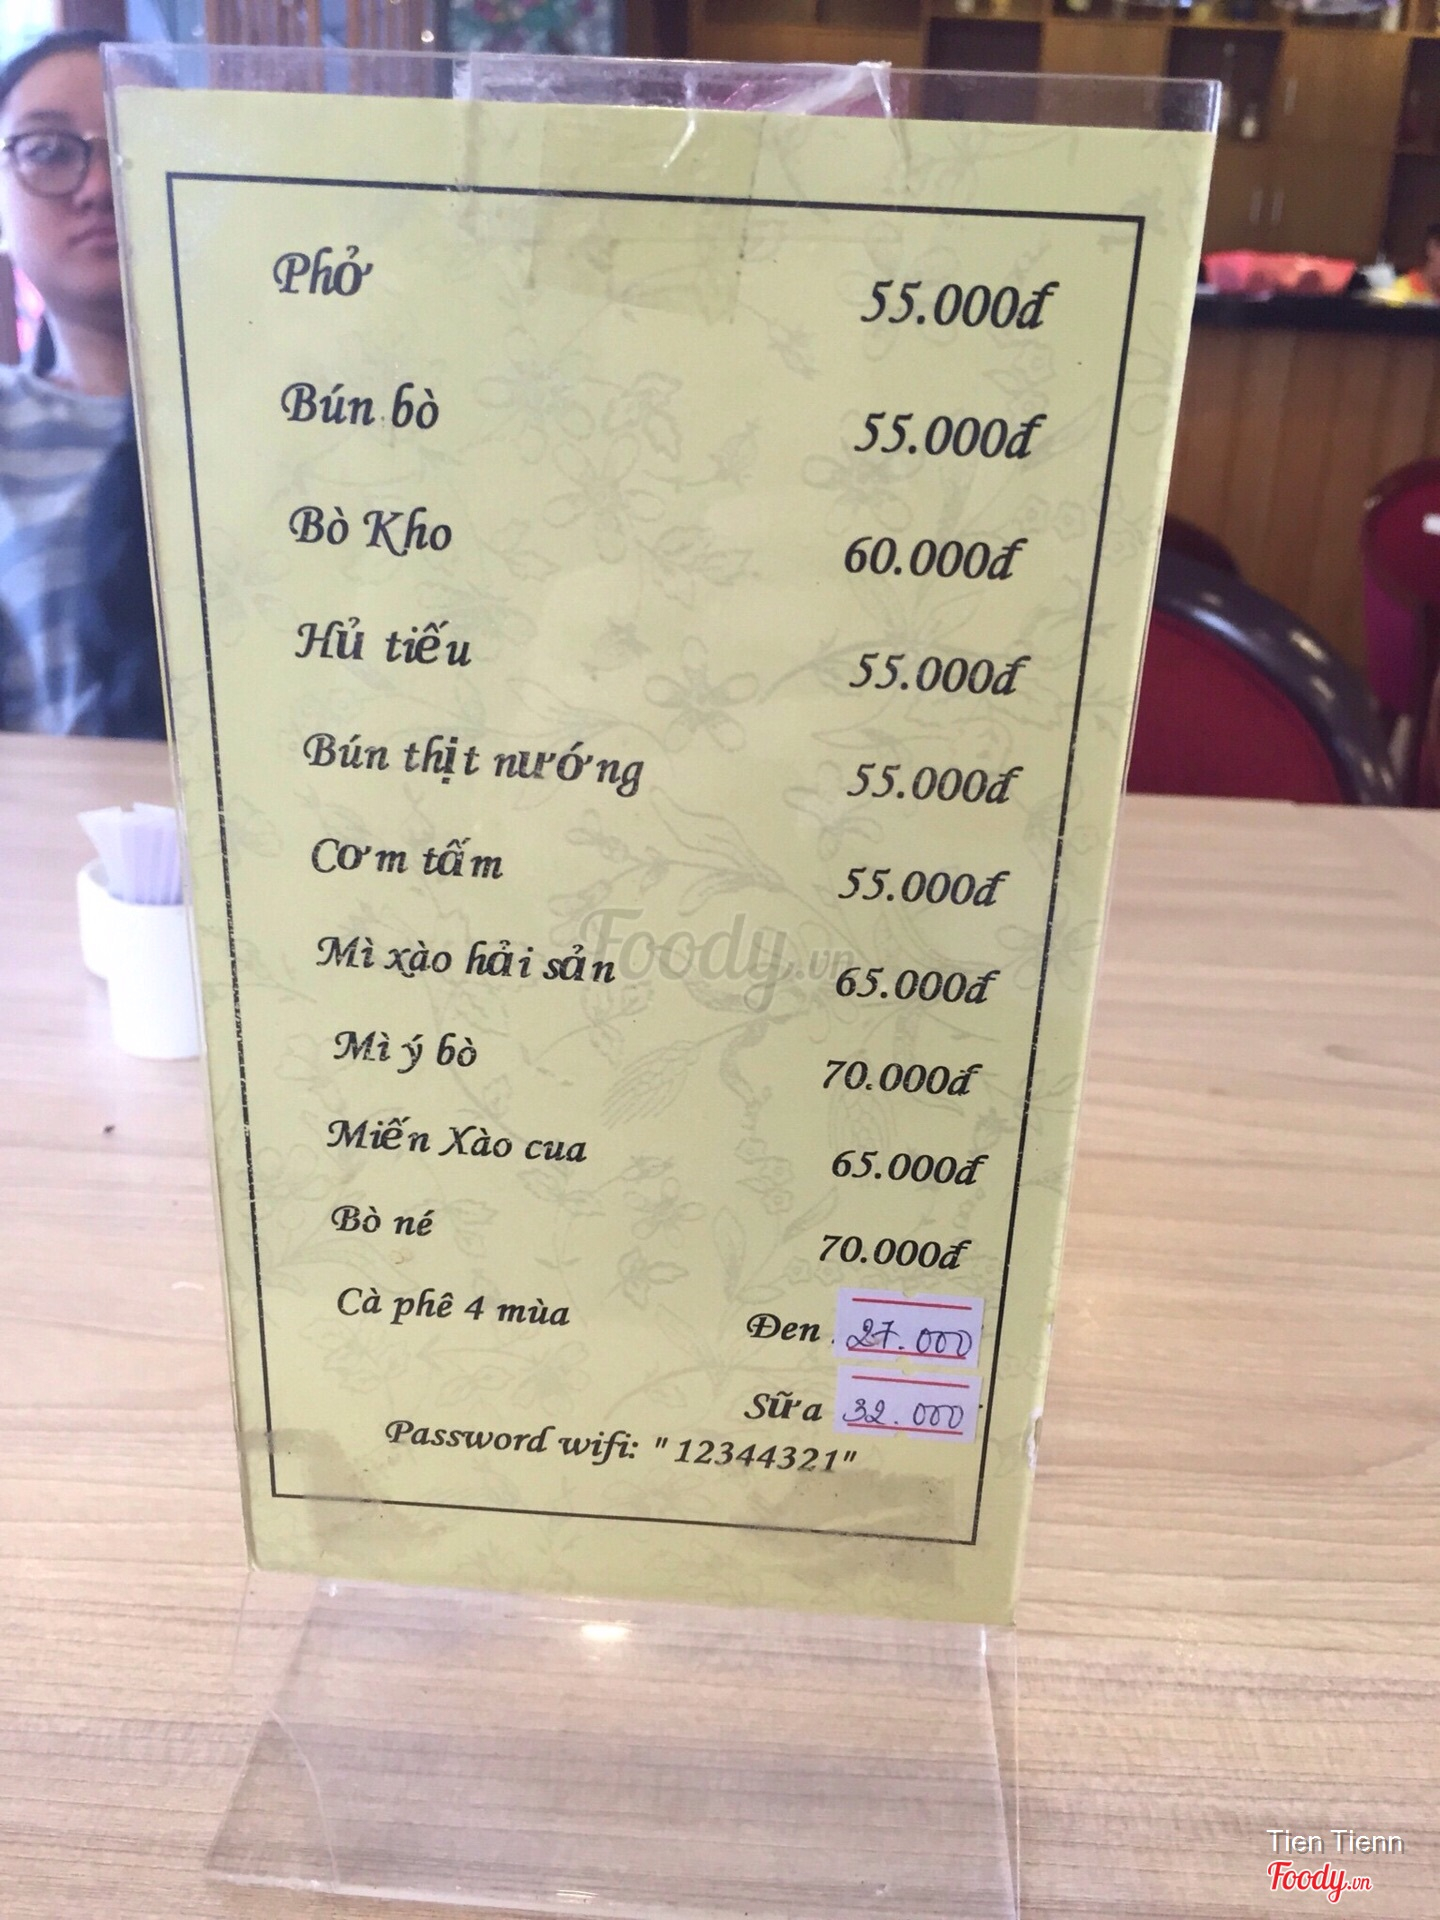 Phở 55.000đ
Bún bò 55.000đ
Bò Kho 60.000đ
Hủ tiếu 55.000đ
Bún thịt nướng 55.000đ
Cơm tấm 55.000đ
Mì xào hải sản 65.000đ
Foody.vn
Mì ý bò 70.000đ
Miến Xào cua 65.000đ
Bò né 70.000đ
Cà phê 4 mùa Đen 27.000
Sữa 32.000
Password wifi: "12344321"
Tien Tienn
Foody.vn